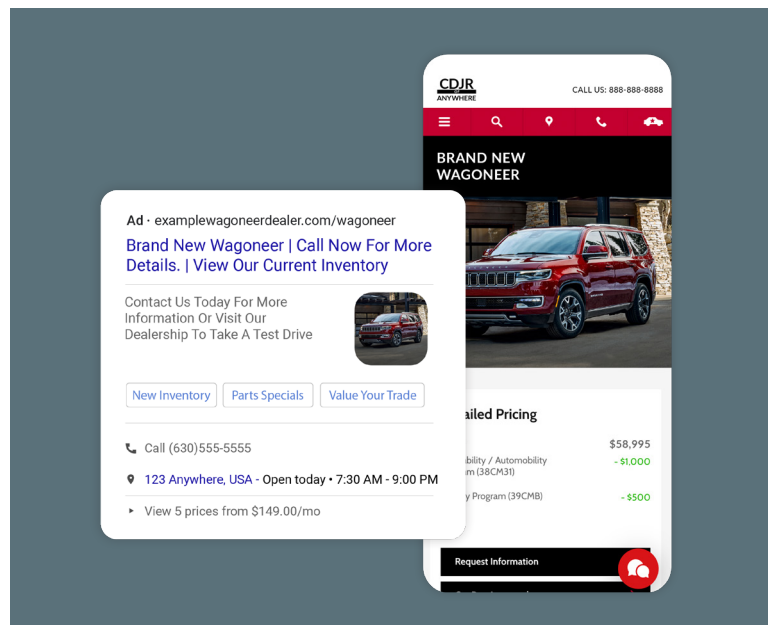 CDJR
OF
ANYWHERE
CALL US: 888-888-8888
BRAND NEW
WAGONEER
Ad · examplewagoneerdealer.com/wagoneer
Brand New Wagoneer | Call Now For More
Details. | View Our Current Inventory
Contact Us Today For More
Information Or Visit Our
Dealership To Take A Test Drive
New Inventory
Parts Specials
Value Your Trade
Call (630)555-5555
123 Anywhere, USA - Open today • 7:30 AM - 9:00 PM
View 5 prices from $149.00/mo
Pricing
$58,995
/ Automobility
- $1,000
(38CM31)
Program (39CMB)
- $500
Request Information